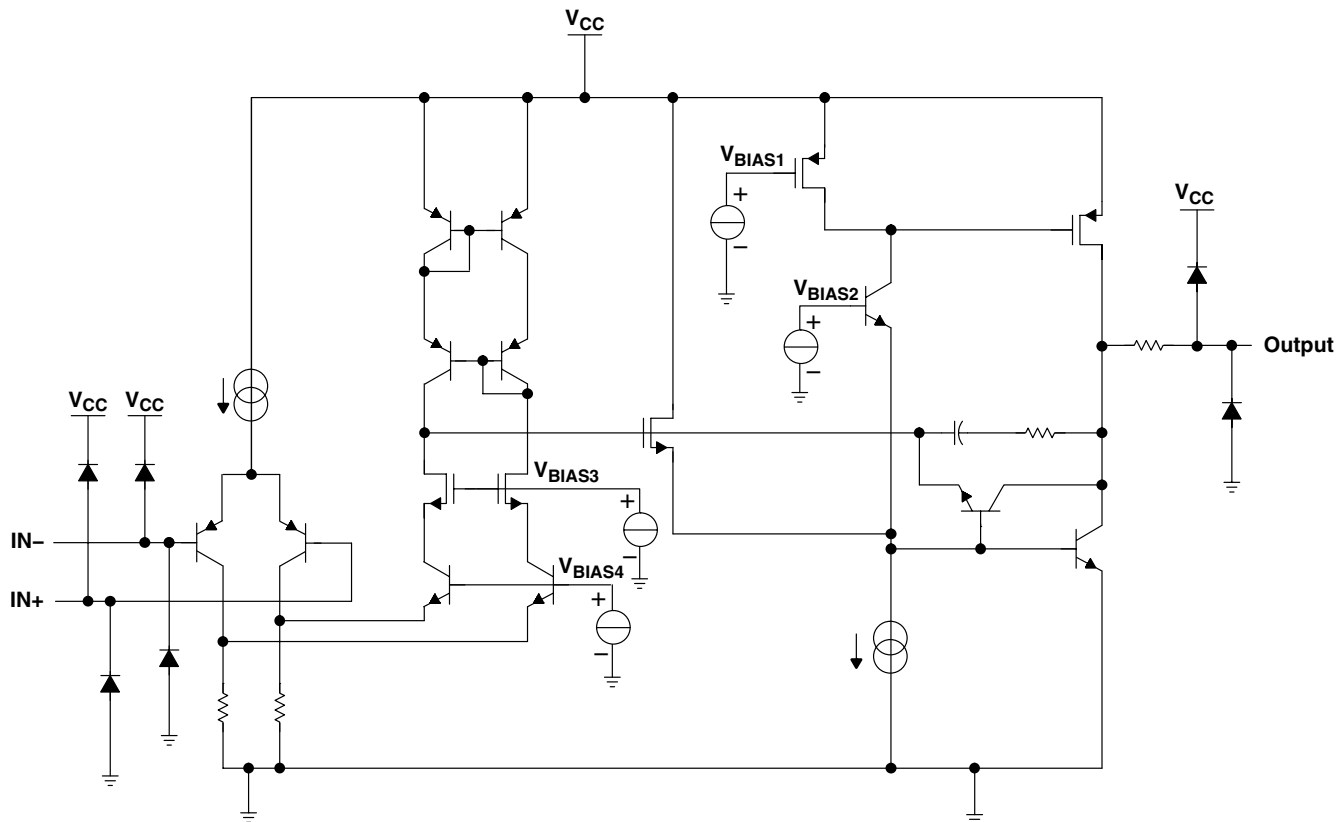 VCC
VBIAS1
+
−
VCC
VBIAS2
+
−
Output
VCC
VCC
VBIAS3
+
−
IN−
VBIAS4
IN+
+
−